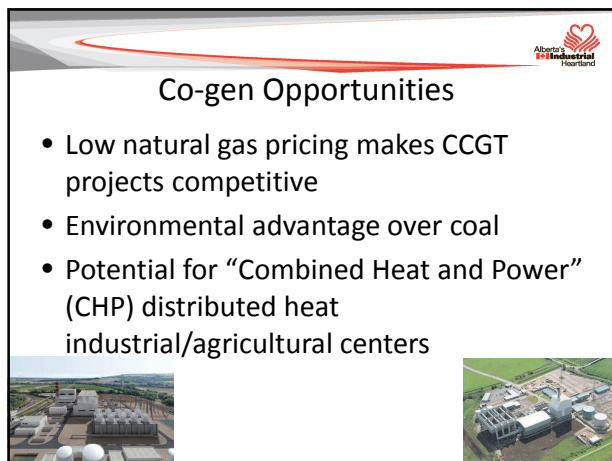 Alberta's
Industrial
Heartland
Co-gen Opportunities
• Low natural gas pricing makes CCGT
projects competitive
• Environmental advantage over coal
• Potential for “Combined Heat and Power”
(CHP) distributed heat
industrial/agricultural centers